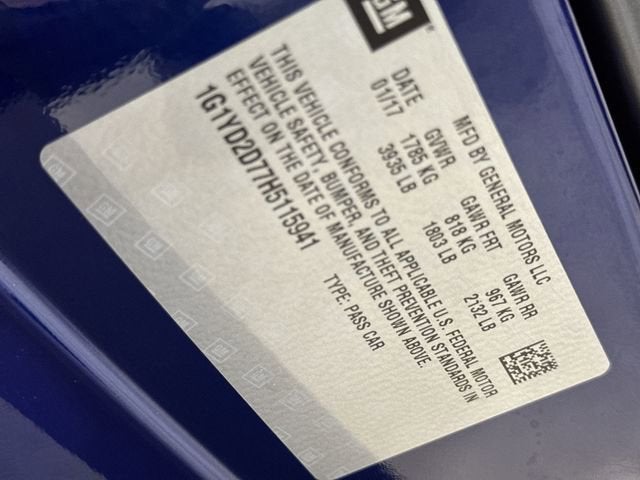 GM
MFD BY GENERAL MOTORS LLC
DATE GVWR GAWR FRT GAWR RR
01/17 1785 KG 818 KG 967 KG
3935 LB 1803 LB 2132 LB
THIS VEHICLE CONFORMS TO ALL APPLICABLE U.S. FEDERAL MOTOR
VEHICLE SAFETY, BUMPER, AND THEFT PREVENTION STANDARDS IN
EFFECT ON THE DATE OF MANUFACTURE SHOWN ABOVE.
1G1YD2D77H5115941 TYPE: PASS CAR